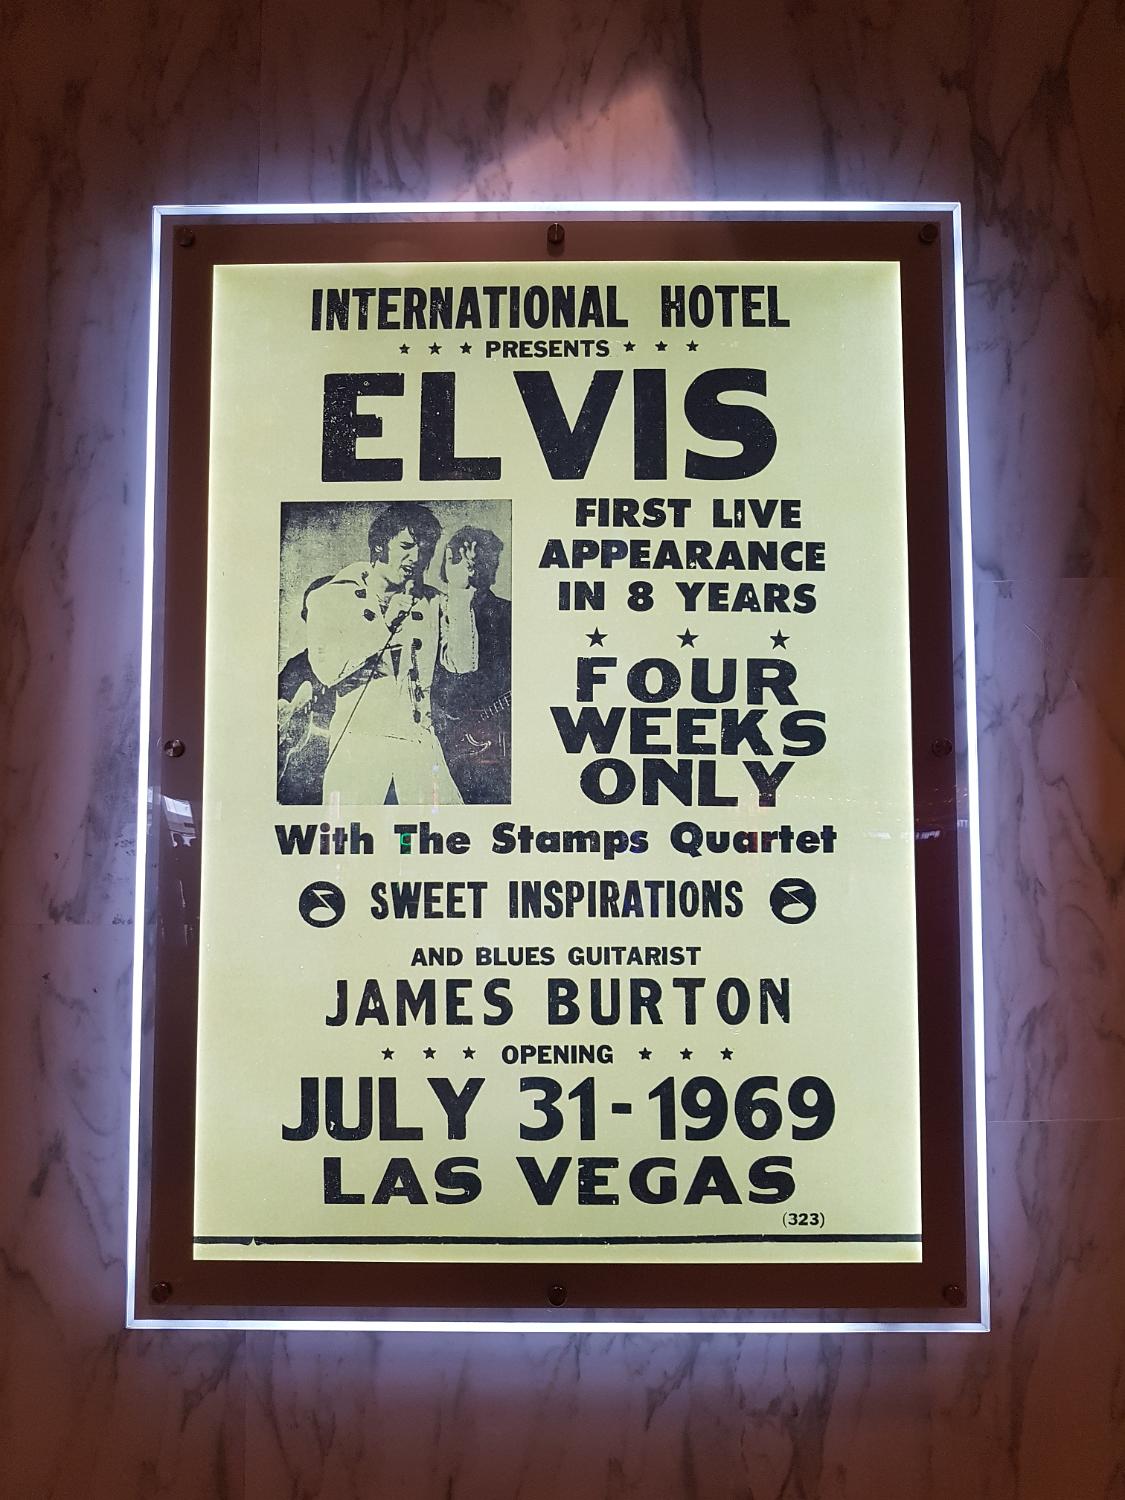 INTERNATIONAL HOTEL
★ ★ ★ PRESENTS ★ ★ ★
ELVIS
FIRST LIVE
APPEARANCE
IN 8 YEARS
★ ★ ★
FOUR
WEEKS
ONLY
With The Stamps Quartet
SWEET INSPIRATIONS
AND BLUES GUITARIST
JAMES BURTON
★ ★ ★ OPENING ★ ★ ★
JULY 31-1969
LAS VEGAS
(323)